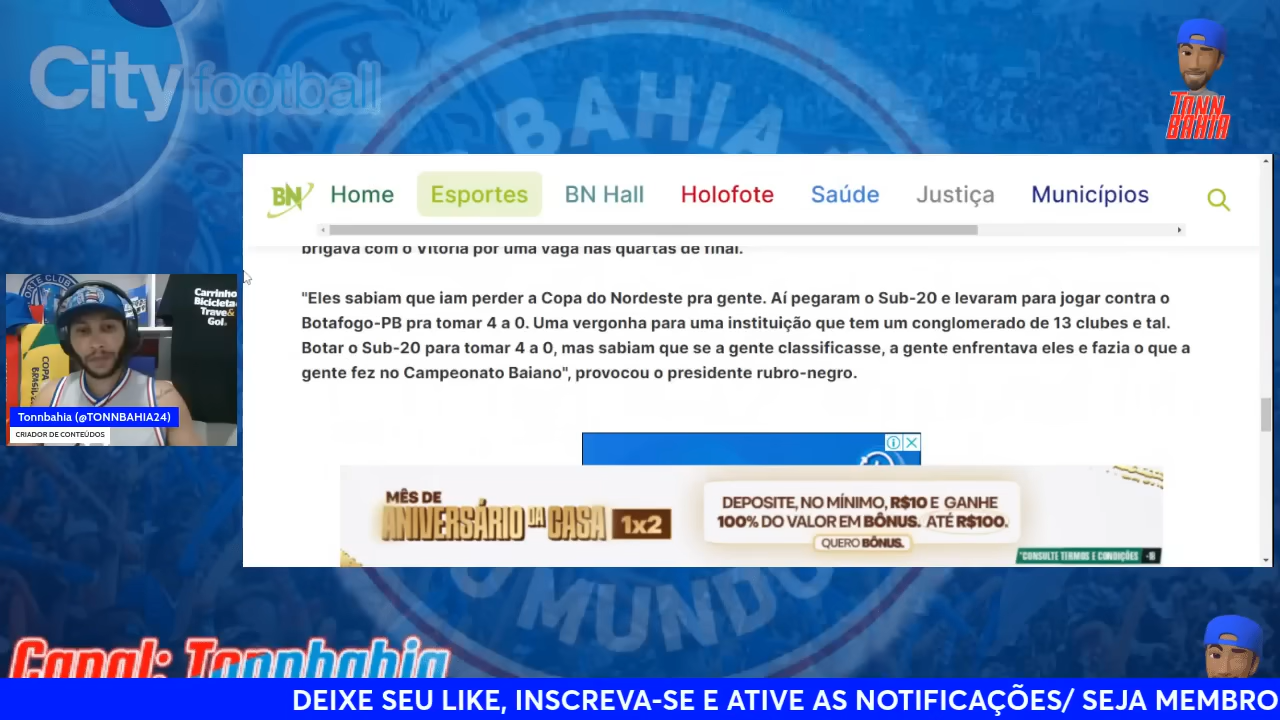 City football
BAHIA
TONN
BAHIA
BN Home Esportes BN Hall Holofote Saúde Justiça Municípios
brigava com o Vitória por uma vaga nas quartas de final.
"Eles sabiam que iam perder a Copa do Nordeste pra gente. Aí pegaram o Sub-20 e levaram para jogar contra o
Botafogo-PB pra tomar 4 a 0. Uma vergonha para uma instituição que tem um conglomerado de 13 clubes e tal.
Botar o Sub-20 para tomar 4 a 0, mas sabiam que se a gente classificasse, a gente enfrentava eles e fazia o que a
gente fez no Campeonato Baiano", provocou o presidente rubro-negro.
Carrinho
Bicicleta
Trave&
Gol.
COPA
BRASIL
Tonnbahia (@TONNBAHIA24)
CRIADOR DE CONTEÚDOS
MÊS DE
ANIVERSÁRIO DA CASA 1x2
DEPOSITE, NO MÍNIMO, R$10 E GANHE
100% DO VALOR EM BÔNUS. ATÉ R$100.
QUERO BÔNUS.
*CONSULTE TERMOS E CONDIÇÕES
O MUNDO
Canal: Tonnbahia
DEIXE SEU LIKE, INSCREVA-SE E ATIVE AS NOTIFICAÇÕES/ SEJA MEMBRO